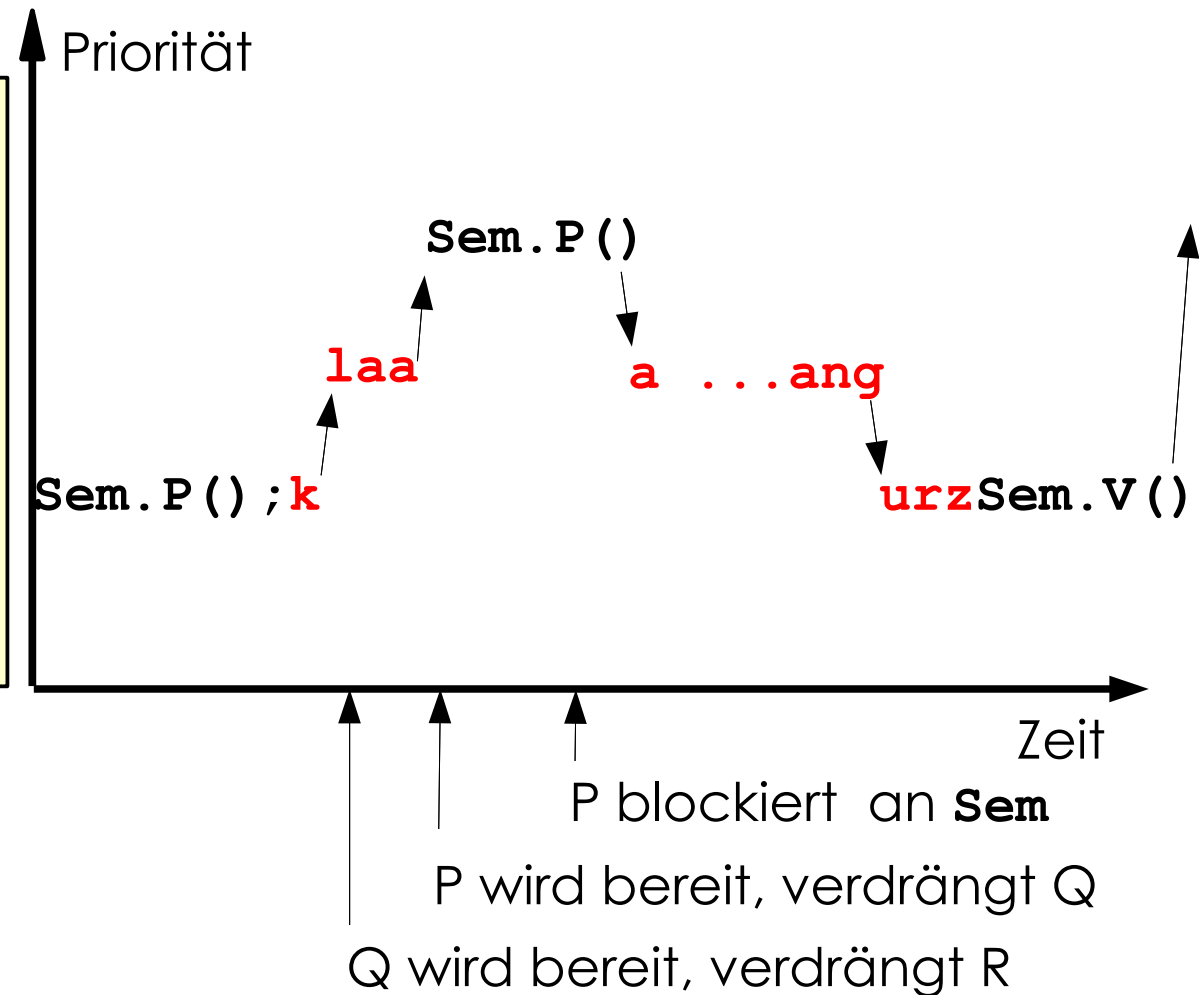 Priorität
Sem.P()
laa a ...ang
Sem.P();k urzSem.V()
Zeit
P blockiert an Sem
P wird bereit, verdrängt Q
Q wird bereit, verdrängt R